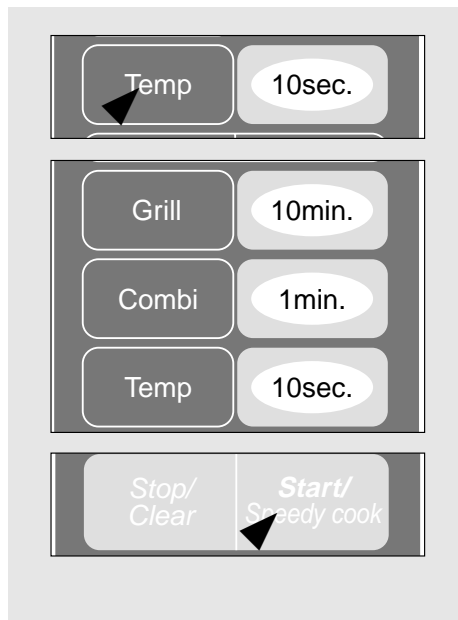 Temp 10sec.
Grill 10min.
Combi 1min.
Temp 10sec.
Stop/ Start/
Clear Speedy cook